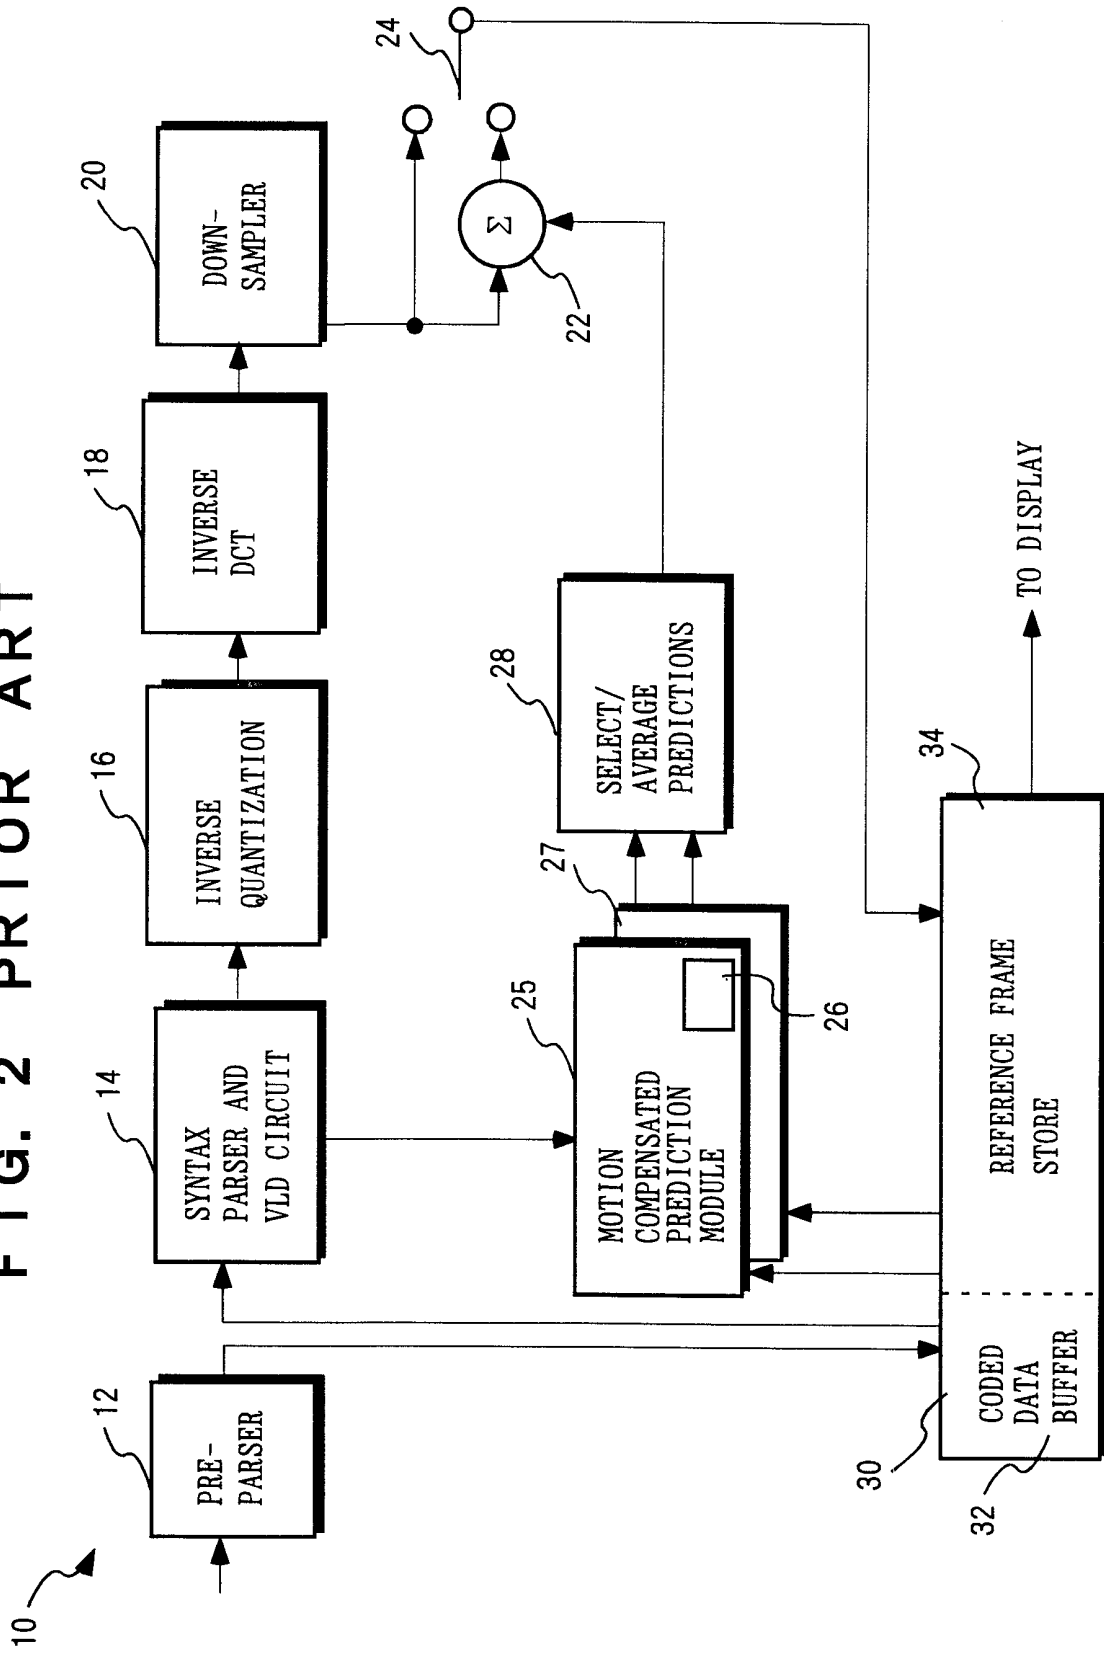 FIG. 2 PRIOR ART
10
12
PRE-
PARSER
14
SYNTAX
PARSER AND
VLD CIRCUIT
16
INVERSE
QUANTIZATION
18
INVERSE
DCT
20
DOWN-
SAMPLER
24
Σ
22
25
MOTION
COMPENSATED
PREDICTION
MODULE
26
27
28
SELECT/
AVERAGE
PREDICTIONS
30
32
CODED
DATA
BUFFER
REFERENCE FRAME
STORE
34
TO DISPLAY